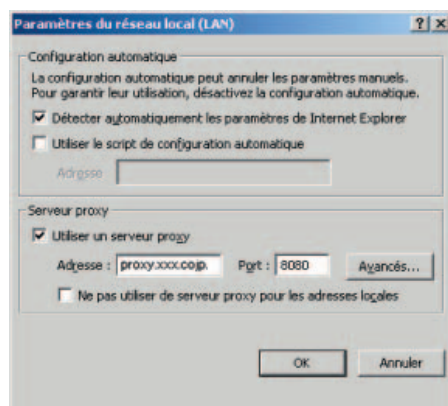 Paramètres du réseau local (LAN)
Configuration automatique
La configuration automatique peut annuler les paramètres manuels.
Pour garantir leur utilisation, désactivez la configuration automatique.
Détecter automatiquement les paramètres de Internet Explorer
Utiliser le script de configuration automatique
Adresse
Serveur proxy
Utiliser un serveur proxy
Adresse : proxy.xxx.cojp. Port : 8080 Avancés...
Ne pas utiliser de serveur proxy pour les adresses locales
OK Annuler